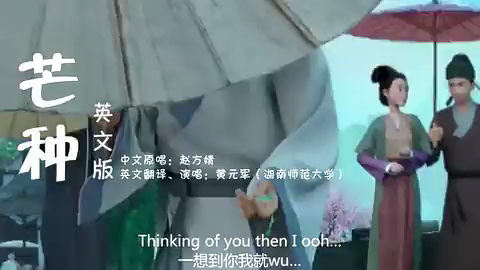 芒种
英文版
中文原唱：赵方婧
英文翻译、演唱：黄元军（湖南师范大学）
Thinking of you then I ooh...
一想到你我就wu...